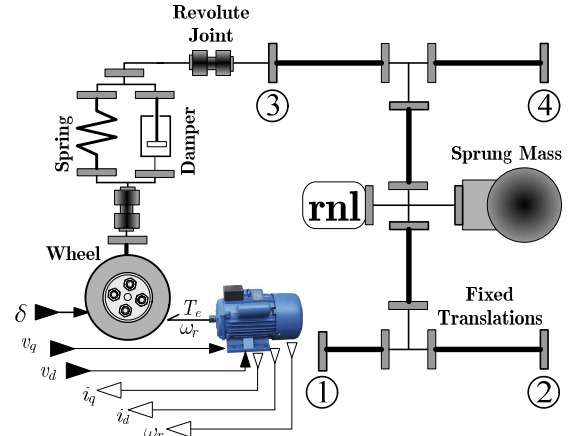 Revolute
Joint
3
4
Spring
Damper
Sprung Mass
rnl
Wheel
δ
T_e
ω_r
v_q
v_d
i_q
i_d
ω_r
Fixed
Translations
1
2